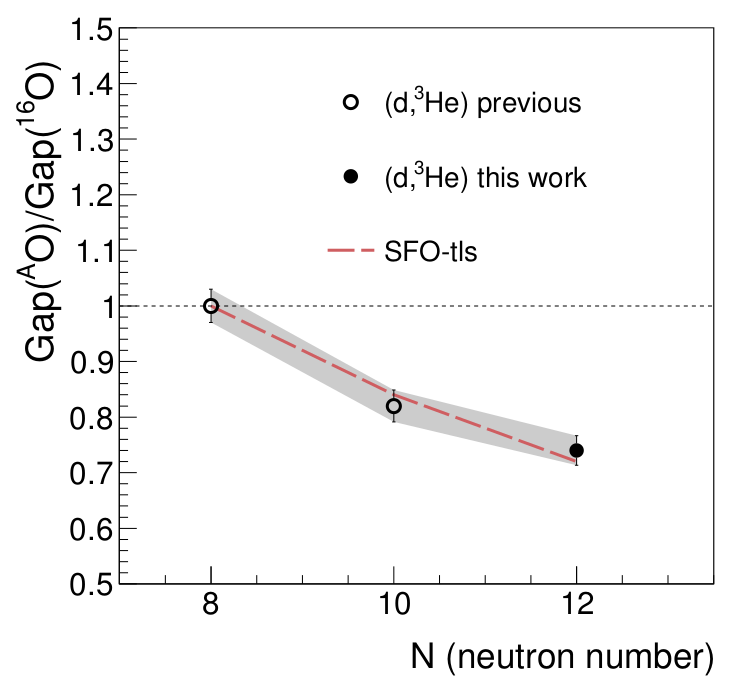 1.5
1.4
1.3
1.2
1.1
1
0.9
0.8
0.7
0.6
0.5
Gap(ᴬO)/Gap(¹⁶O)
(d,³He) previous
(d,³He) this work
SFO-tls
8 10 12
N (neutron number)